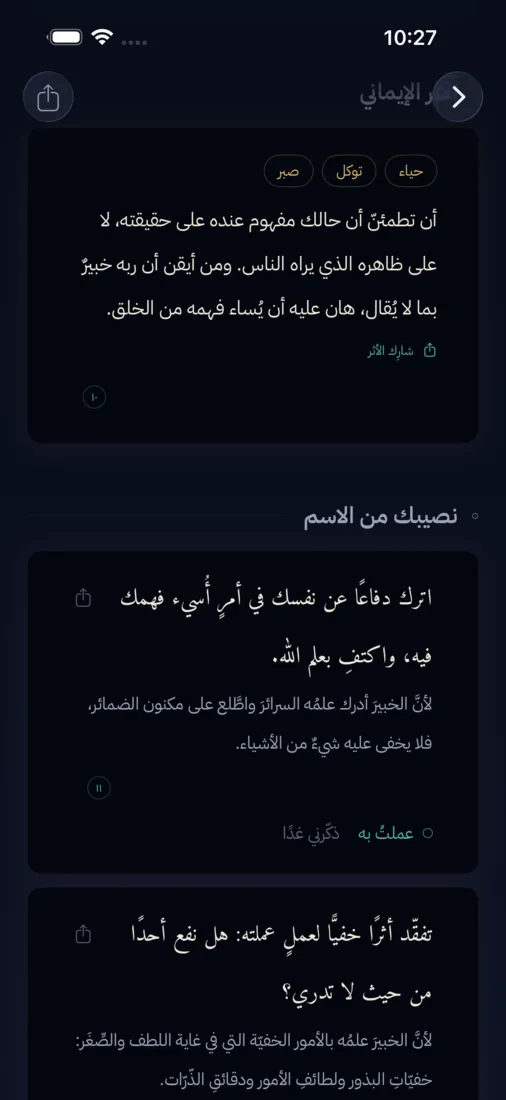 10:27
ر الإيماني
حياء
توكل
صبر
أن تطمئنّ أن حالك مفهوم عنده على حقيقته، لا
على ظاهره الذي يراه الناس. ومن أيقن أن ربه خبيرٌ
بما لا يُقال، هان عليه أن يُساء فهمه من الخلق.
شارِك الأثر
١٠
نصيبك من الاسم
اترك دفاعًا عن نفسك في أمرٍ أُسيء فهمك
فيه، واكتفِ بعلم الله.
لأنَّ الخبيرَ أدرك علمُه السرائرَ واطَّلع على مكنون الضمائر،
فلا يخفى عليه شيءٌ من الأشياء.
١١
عملتُ به
ذكّرني غدًا
تفقّد أثرًا خفيًّا لعملٍ عملته: هل نفع أحدًا
من حيث لا تدري؟
لأنَّ الخبيرَ علمُه بالأمور الخفيّة التي في غاية اللطف والصِّغَر:
خفيّاتِ البذور ولطائفِ الأمور ودقائقِ الذّرّات.